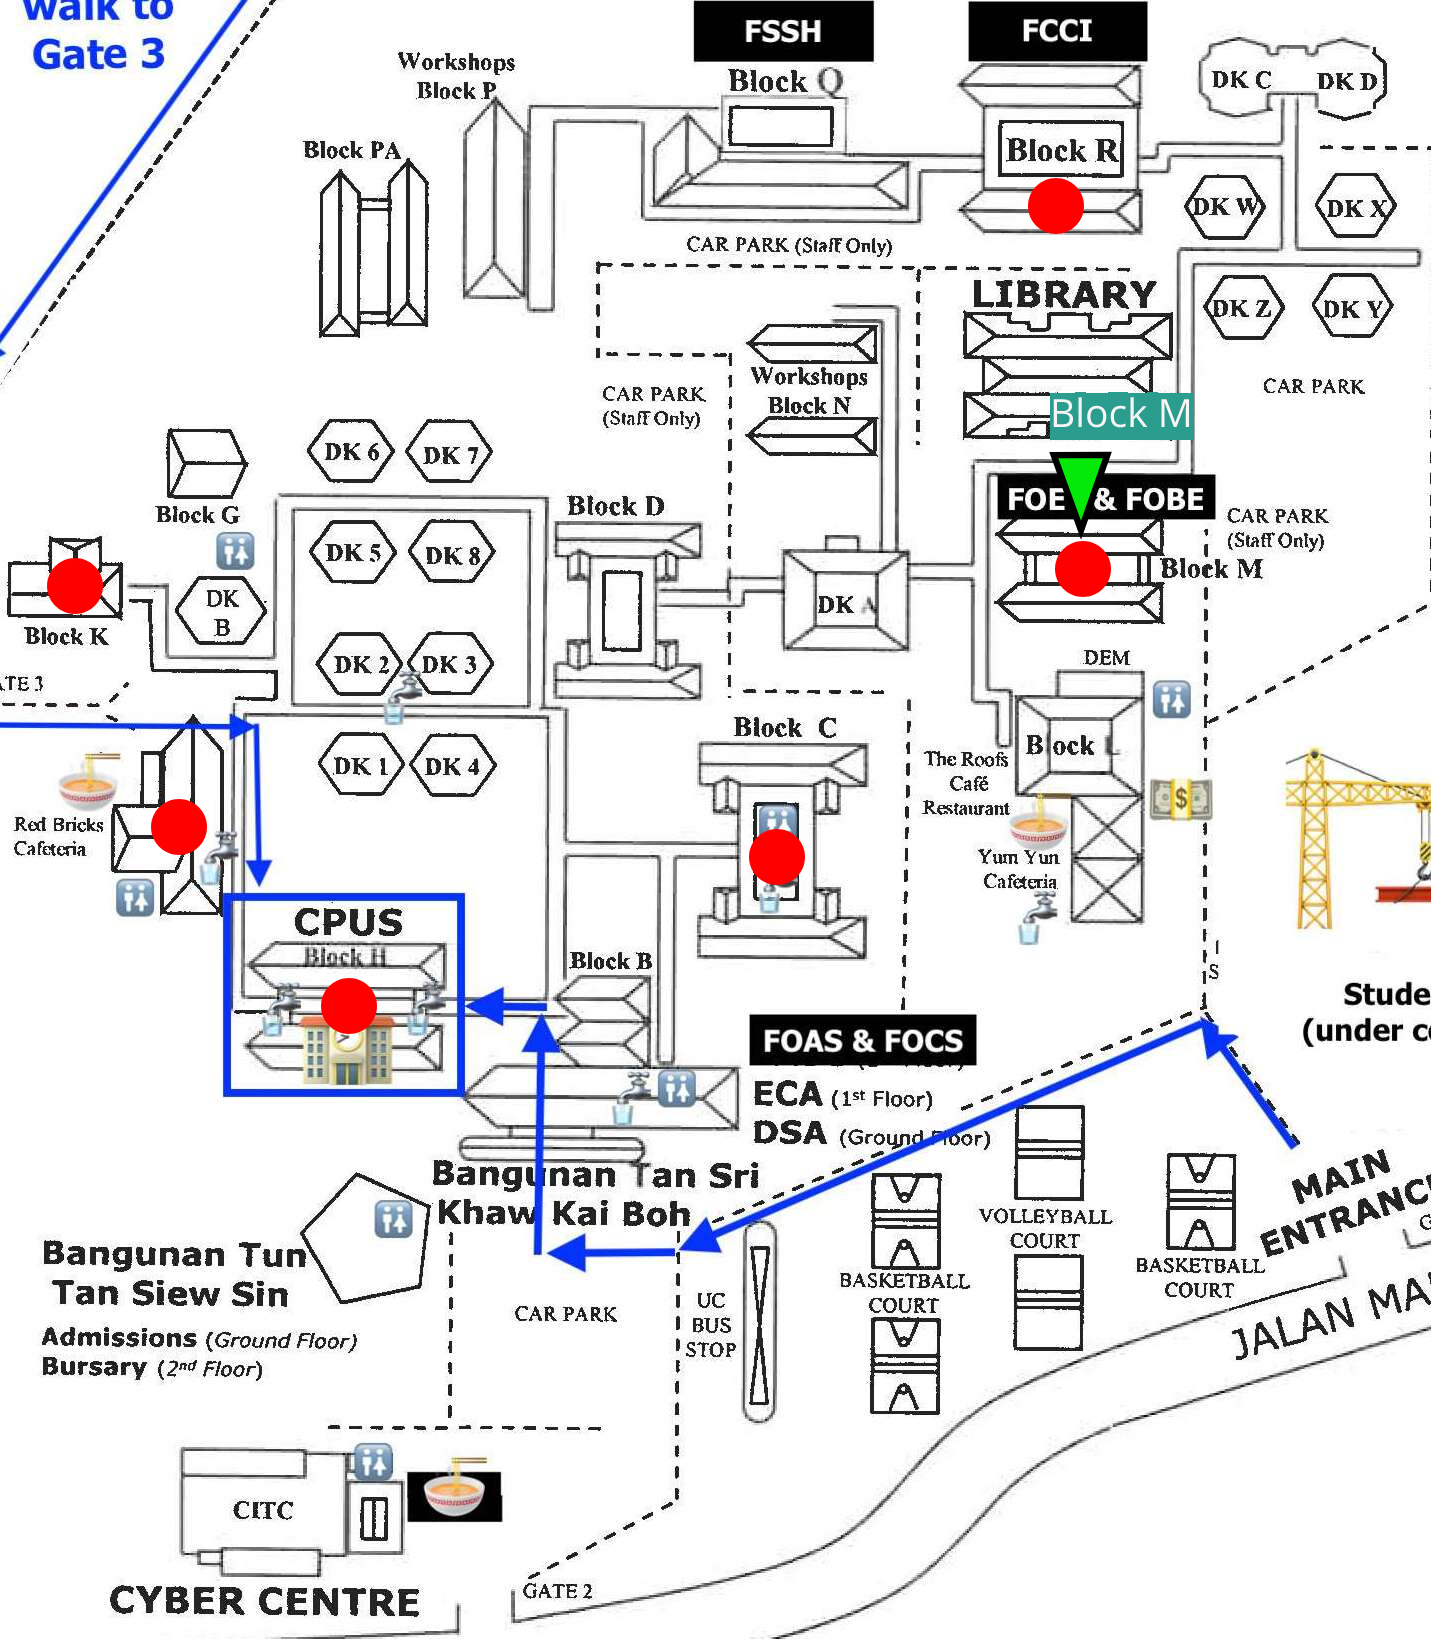 walk to
Gate 3
FSSH
FCCI
Workshops
Block P
Block Q
DK C
DK D
Block PA
Block R
DK W
DK X
CAR PARK (Staff Only)
LIBRARY
DK Z
DK Y
Workshops
Block N
CAR PARK
(Staff Only)
CAR PARK
Block M
DK 6
DK 7
Block G
Block D
FOE & FOBE
CAR PARK
(Staff Only)
DK 5
DK 8
Block M
DK
B
DK A
Block K
DK 2
DK 3
DEM
Block C
Block L
DK 1
DK 4
The Roofs
Café
Restaurant
Red Bricks
Cafeteria
Yum Yun
Cafeteria
CPUS
Block H
Block B
I
S
Stude
(under co
FOAS & FOCS
ECA (1st Floor)
DSA (Ground Floor)
Bangunan Tan Sri
Khaw Kai Boh
MAIN
ENTRANC
VOLLEYBALL
COURT
Bangunan Tun
Tan Siew Sin
BASKETBALL
COURT
BASKETBALL
COURT
Admissions (Ground Floor)
Bursary (2nd Floor)
CAR PARK
UC
BUS
STOP
JALAN MA
CITC
CYBER CENTRE
GATE 2